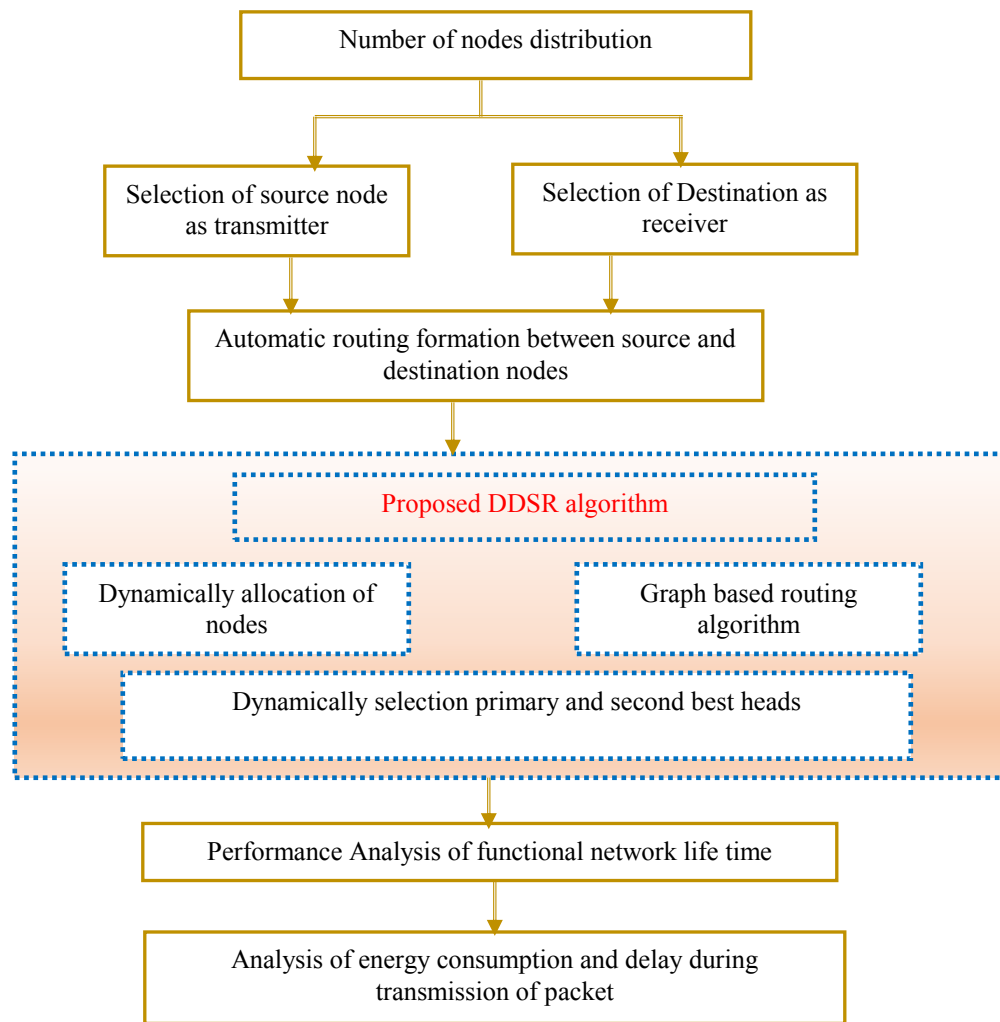 Number of nodes distribution
Selection of source node
as transmitter
Selection of Destination as
receiver
Automatic routing formation between source and
destination nodes
Proposed DDSR algorithm
Dynamically allocation of
nodes
Graph based routing
algorithm
Dynamically selection primary and second best heads
Performance Analysis of functional network life time
Analysis of energy consumption and delay during
transmission of packet